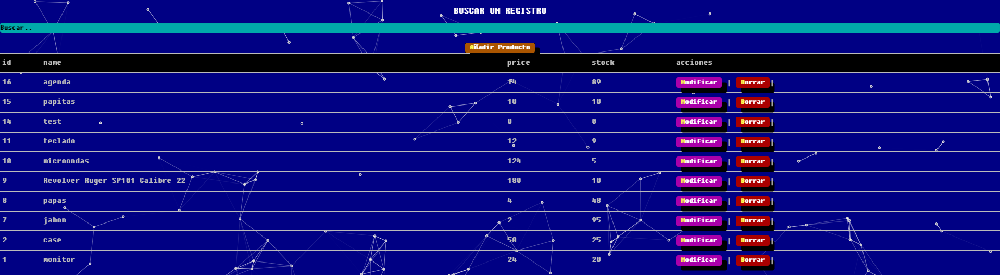 BUSCAR UN REGISTRO
Buscar..
Añadir Producto
id name price stock acciones
16 agenda 14 89 Modificar | Borrar |
15 papitas 10 10 Modificar | Borrar |
14 test 0 0 Modificar | Borrar |
11 teclado 12 9 Modificar | Borrar |
10 microondas 124 5 Modificar | Borrar |
9 Revolver Ruger SP101 Calibre 22 180 10 Modificar | Borrar |
8 papas 4 48 Modificar | Borrar |
7 jabon 2 95 Modificar | Borrar |
2 case 50 25 Modificar | Borrar |
1 monitor 24 20 Modificar | Borrar |